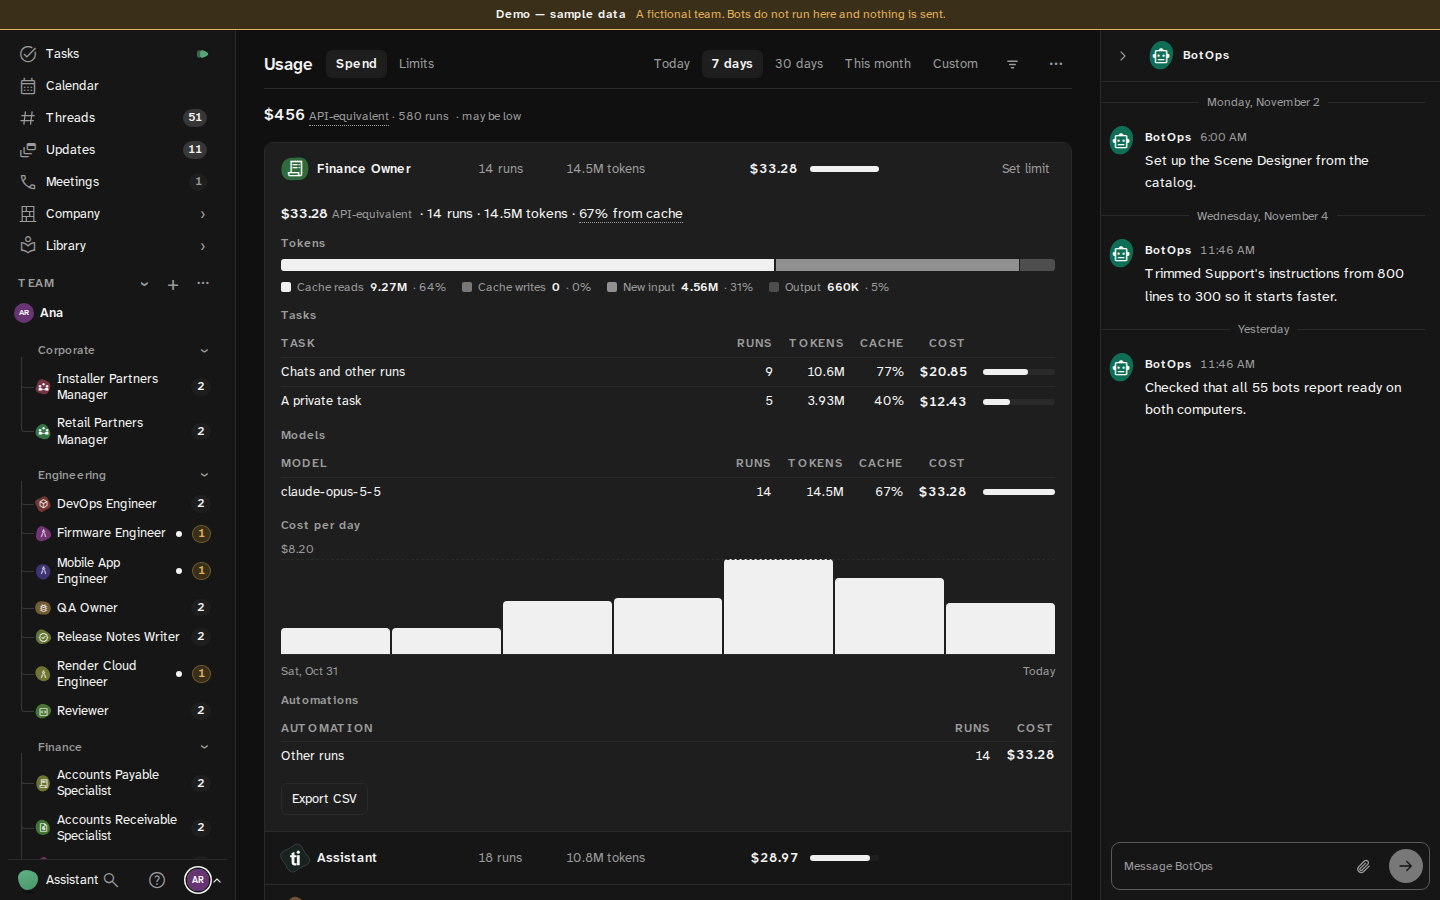 Demo — sample data A fictional team. Bots do not run here and nothing is sent.
Tasks
Calendar
Threads 51
Updates 11
Meetings 1
Company
Library
TEAM
AR Ana
Corporate
Installer Partners
Manager 2
Retail Partners
Manager 2
Engineering
DevOps Engineer 2
Firmware Engineer 1
Mobile App
Engineer 1
QA Owner 2
Release Notes Writer 2
Render Cloud
Engineer 1
Reviewer 2
Finance
Accounts Payable
Specialist 2
Accounts Receivable
Specialist 2
Assistant AR
Usage Spend Limits Today 7 days 30 days This month Custom
$456 API-equivalent · 580 runs · may be low
Finance Owner 14 runs 14.5M tokens $33.28 Set limit
$33.28 API-equivalent · 14 runs · 14.5M tokens · 67% from cache
Tokens
Cache reads 9.27M · 64% Cache writes 0 · 0% New input 4.56M · 31% Output 660K · 5%
Tasks
TASK RUNS TOKENS CACHE COST
Chats and other runs 9 10.6M 77% $20.85
A private task 5 3.93M 40% $12.43
Models
MODEL RUNS TOKENS CACHE COST
claude-opus-5-5 14 14.5M 67% $33.28
Cost per day
$8.20
Sat, Oct 31 Today
Automations
AUTOMATION RUNS COST
Other runs 14 $33.28
Export CSV
ti Assistant 18 runs 10.8M tokens $28.97
BotOps
Monday, November 2
BotOps 6:00 AM
Set up the Scene Designer from the
catalog.
Wednesday, November 4
BotOps 11:46 AM
Trimmed Support's instructions from 800
lines to 300 so it starts faster.
Yesterday
BotOps 11:46 AM
Checked that all 55 bots report ready on
both computers.
Message BotOps